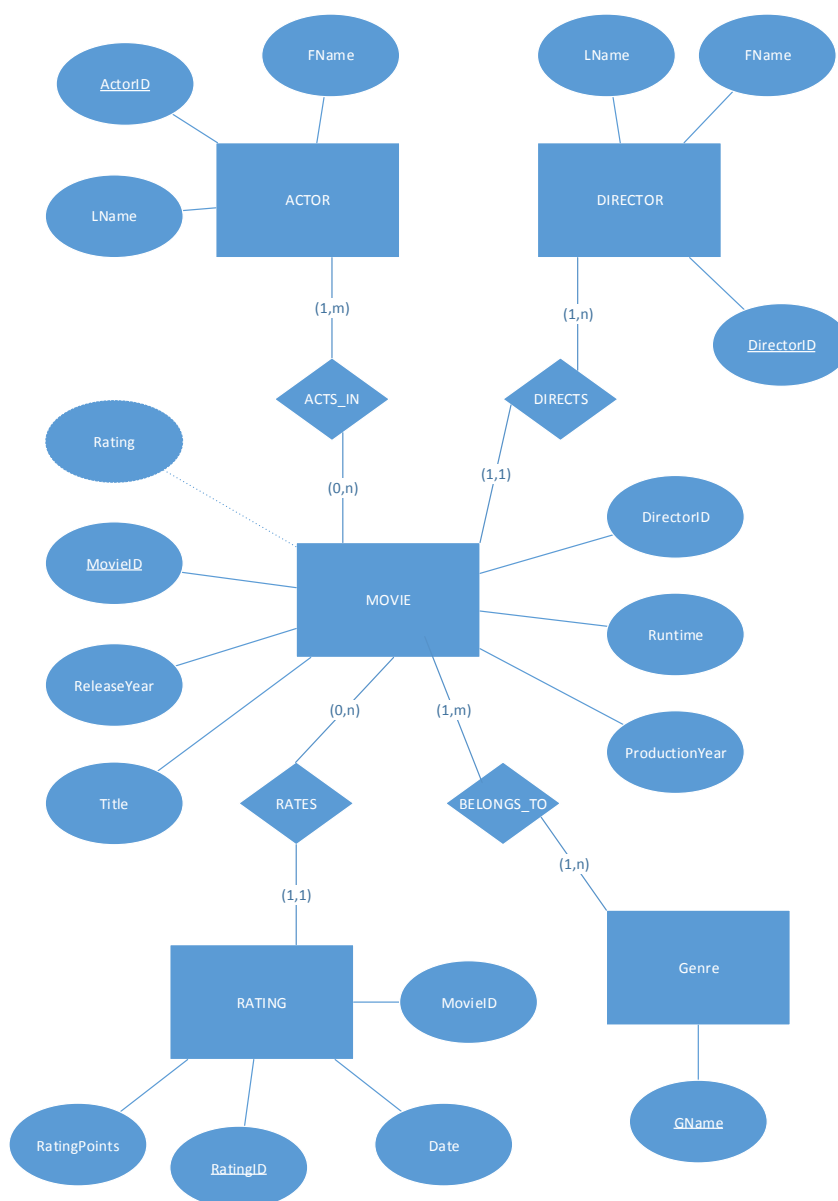 FName
LName
FName
ActorID
ACTOR
DIRECTOR
LName
(1,m)
(1,n)
DirectorID
ACTS_IN
DIRECTS
Rating
(0,n)
(1,1)
DirectorID
MovieID
MOVIE
Runtime
ReleaseYear
(0,n)
(1,m)
ProductionYear
Title
RATES
BELONGS_TO
(1,n)
(1,1)
Genre
RATING
MovieID
GName
RatingPoints
Date
RatingID